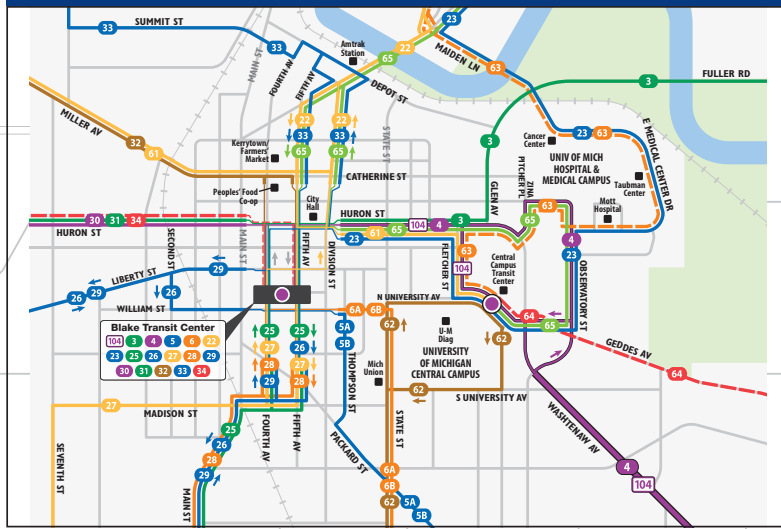 33
SUMMIT ST
23
Amtrak
Station
22
65
MAIDEN LN
63
33
MAIN ST
FOURTH AV
FIFTH AV
DEPOT ST
3
FULLER RD
MILLER AV
32
61
22
22
33
33
65
65
STATE ST
Kerrytown/
Farmers'
Market
3
Cancer
Center
23
63
E MEDICAL CENTER DR
UNIV OF MICH
HOSPITAL &
MEDICAL CAMPUS
CATHERINE ST
Peoples' Food
Co-op
City
Hall
GLEN AV
PITCHER PL
ZINA
Taubman
Center
Mott
Hospital
63
65
30
31
34
HURON ST
HURON ST
104
4
3
61
65
23
63
4
23
SECOND ST
MAIN ST
FIFTH AV
DIVISION ST
FLETCHER ST
104
Central
Campus
Transit
Center
OBSERVATORY ST
LIBERTY ST
29
26
29
26
WILLIAM ST
N UNIVERSITY AV
6A
6B
64
65
GEDDES AV
64
Blake Transit Center
104
3
4
5
6
22
23
25
26
27
28
29
30
31
32
33
34
25
25
27
26
28
27
29
28
5A
5B
THOMPSON ST
62
62
U-M
Diag
UNIVERSITY
OF MICHIGAN
CENTRAL CAMPUS
Mich
Union
62
S UNIVERSITY AV
27
MADISON ST
25
26
28
29
SEVENTH ST
MAIN ST
FOURTH AV
FIFTH AV
PACKARD ST
STATE ST
6A
6B
62
5A
5B
WASHTENAW AV
4
104